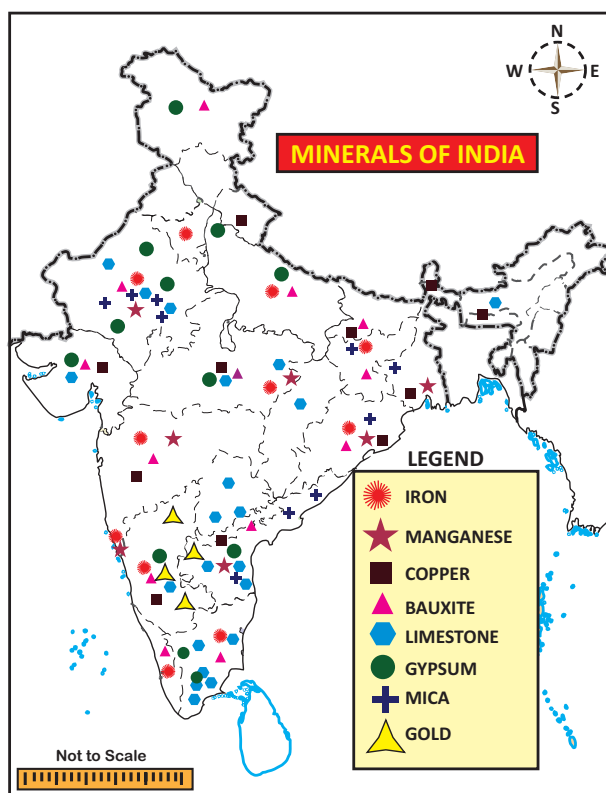 N
W E
S
MINERALS OF INDIA
LEGEND
IRON
MANGANESE
COPPER
BAUXITE
LIMESTONE
GYPSUM
MICA
GOLD
Not to Scale